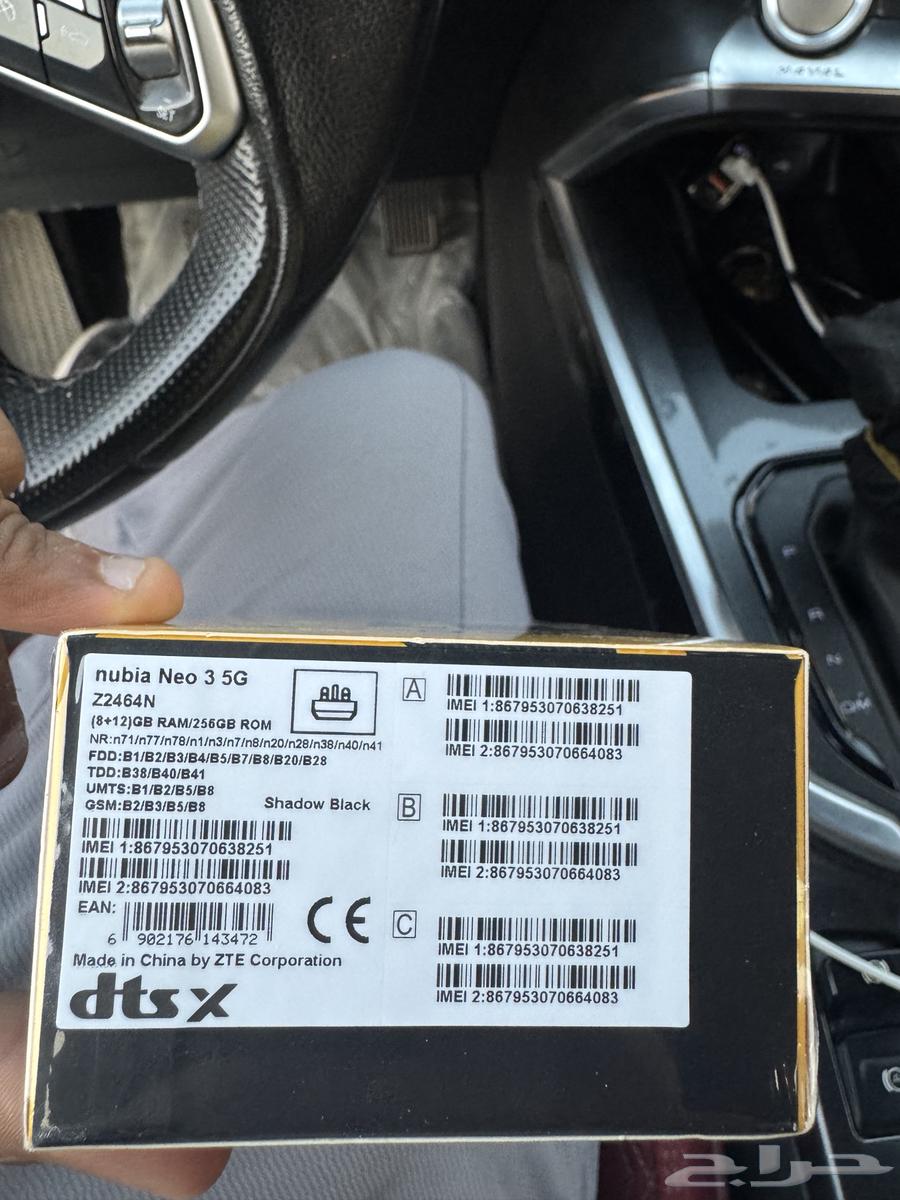 SET
nubia Neo 3 5G
Z2464N
(8+12)GB RAM/256GB ROM
NR:n71/n77/n78/n1/n3/n7/n8/n20/n28/n38/n40/n41
FDD:B1/B2/B3/B4/B5/B7/B8/B20/B28
TDD:B38/B40/B41
UMTS:B1/B2/B5/B8
GSM:B2/B3/B5/B8
Shadow Black
IMEI 1:867953070638251
IMEI 2:867953070664083
EAN:
6 902176 143472
CE
Made in China by ZTE Corporation
dts X
A
IMEI 1:867953070638251
IMEI 2:867953070664083
B
IMEI 1:867953070638251
IMEI 2:867953070664083
C
IMEI 1:867953070638251
IMEI 2:867953070664083
P
R
N
D/M
حراج